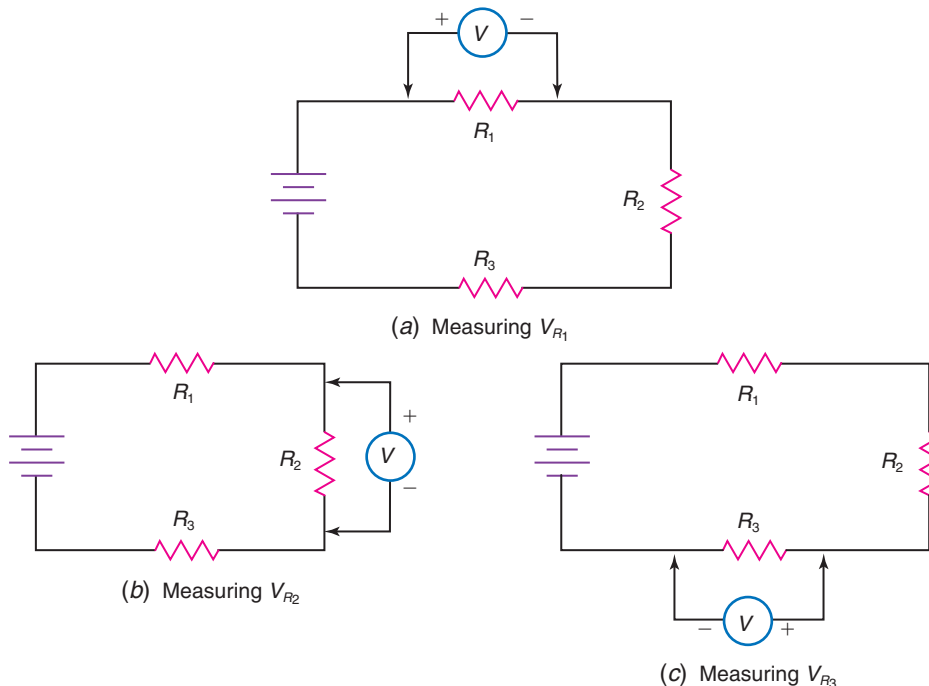 + V −
R1
R2
R3
(a) Measuring VR1
R1
+
R2 V
−
R3
(b) Measuring VR2
R1
R2
R3
− V +
(c) Measuring VR3